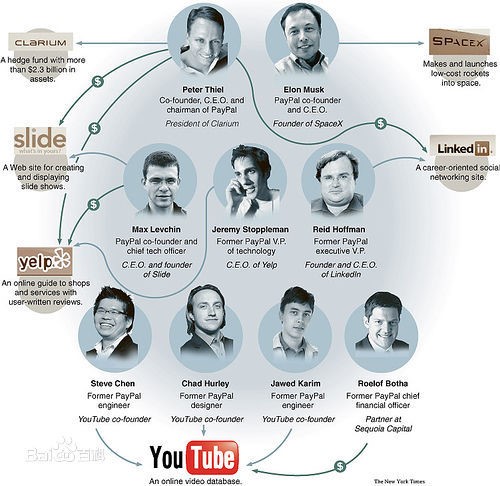 CLARIUM
A hedge fund with more
than $2.3 billion in
assets.
Peter Thiel
Co-founder, C.E.O. and
chairman of PayPal
President of Clarium
Elon Musk
PayPal co-founder
and C.E.O.
Founder of SpaceX
SPACEX
Makes and launches
low-cost rockets
into space.
$
$
$
slide
what's in yours?
A Web site for creating
and displaying
slide shows.
Linked in
A career-oriented social
networking site.
$
Max Levchin
PayPal co-founder and
chief tech officer
C.E.O. and founder
of Slide
Jeremy Stoppleman
Former PayPal V.P.
of technology
C.E.O. of Yelp
Reid Hoffman
Former PayPal
executive V.P.
Founder and C.E.O.
of LinkedIn
yelp
An online guide to shops
and services with
user-written reviews.
Steve Chen
Former PayPal
engineer
YouTube co-founder
Chad Hurley
Former PayPal
designer
YouTube co-founder
Jawed Karim
Former PayPal
engineer
YouTube co-founder
Roelof Botha
Former PayPal chief
financial officer
Partner at
Sequoia Capital
Bai 百科
YouTube
An online video database.
$
The New York Times